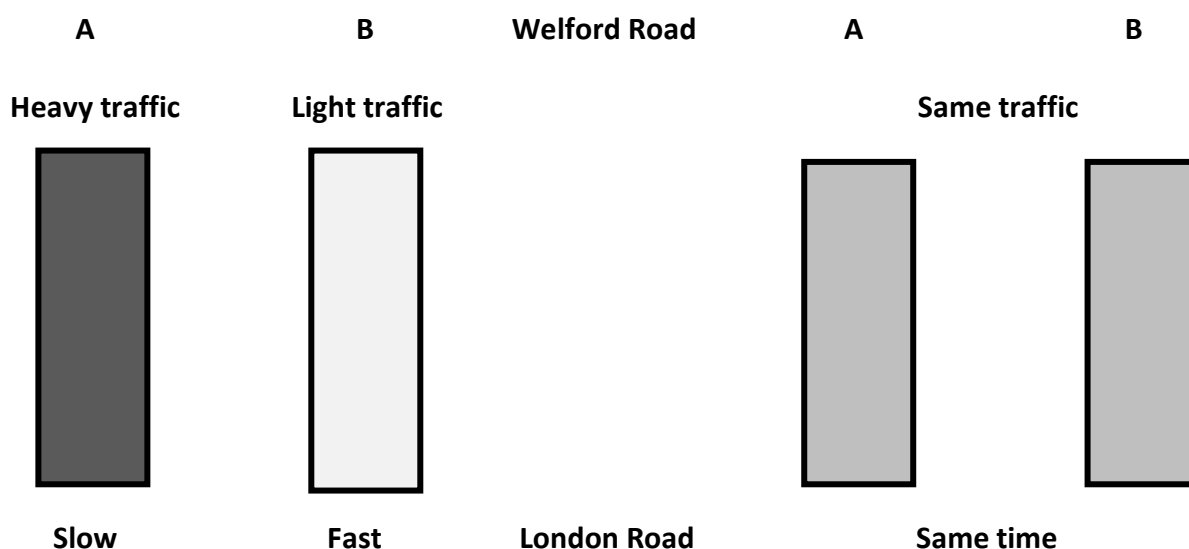 A B Welford Road A B
Heavy traffic Light traffic Same traffic
Slow Fast London Road Same time